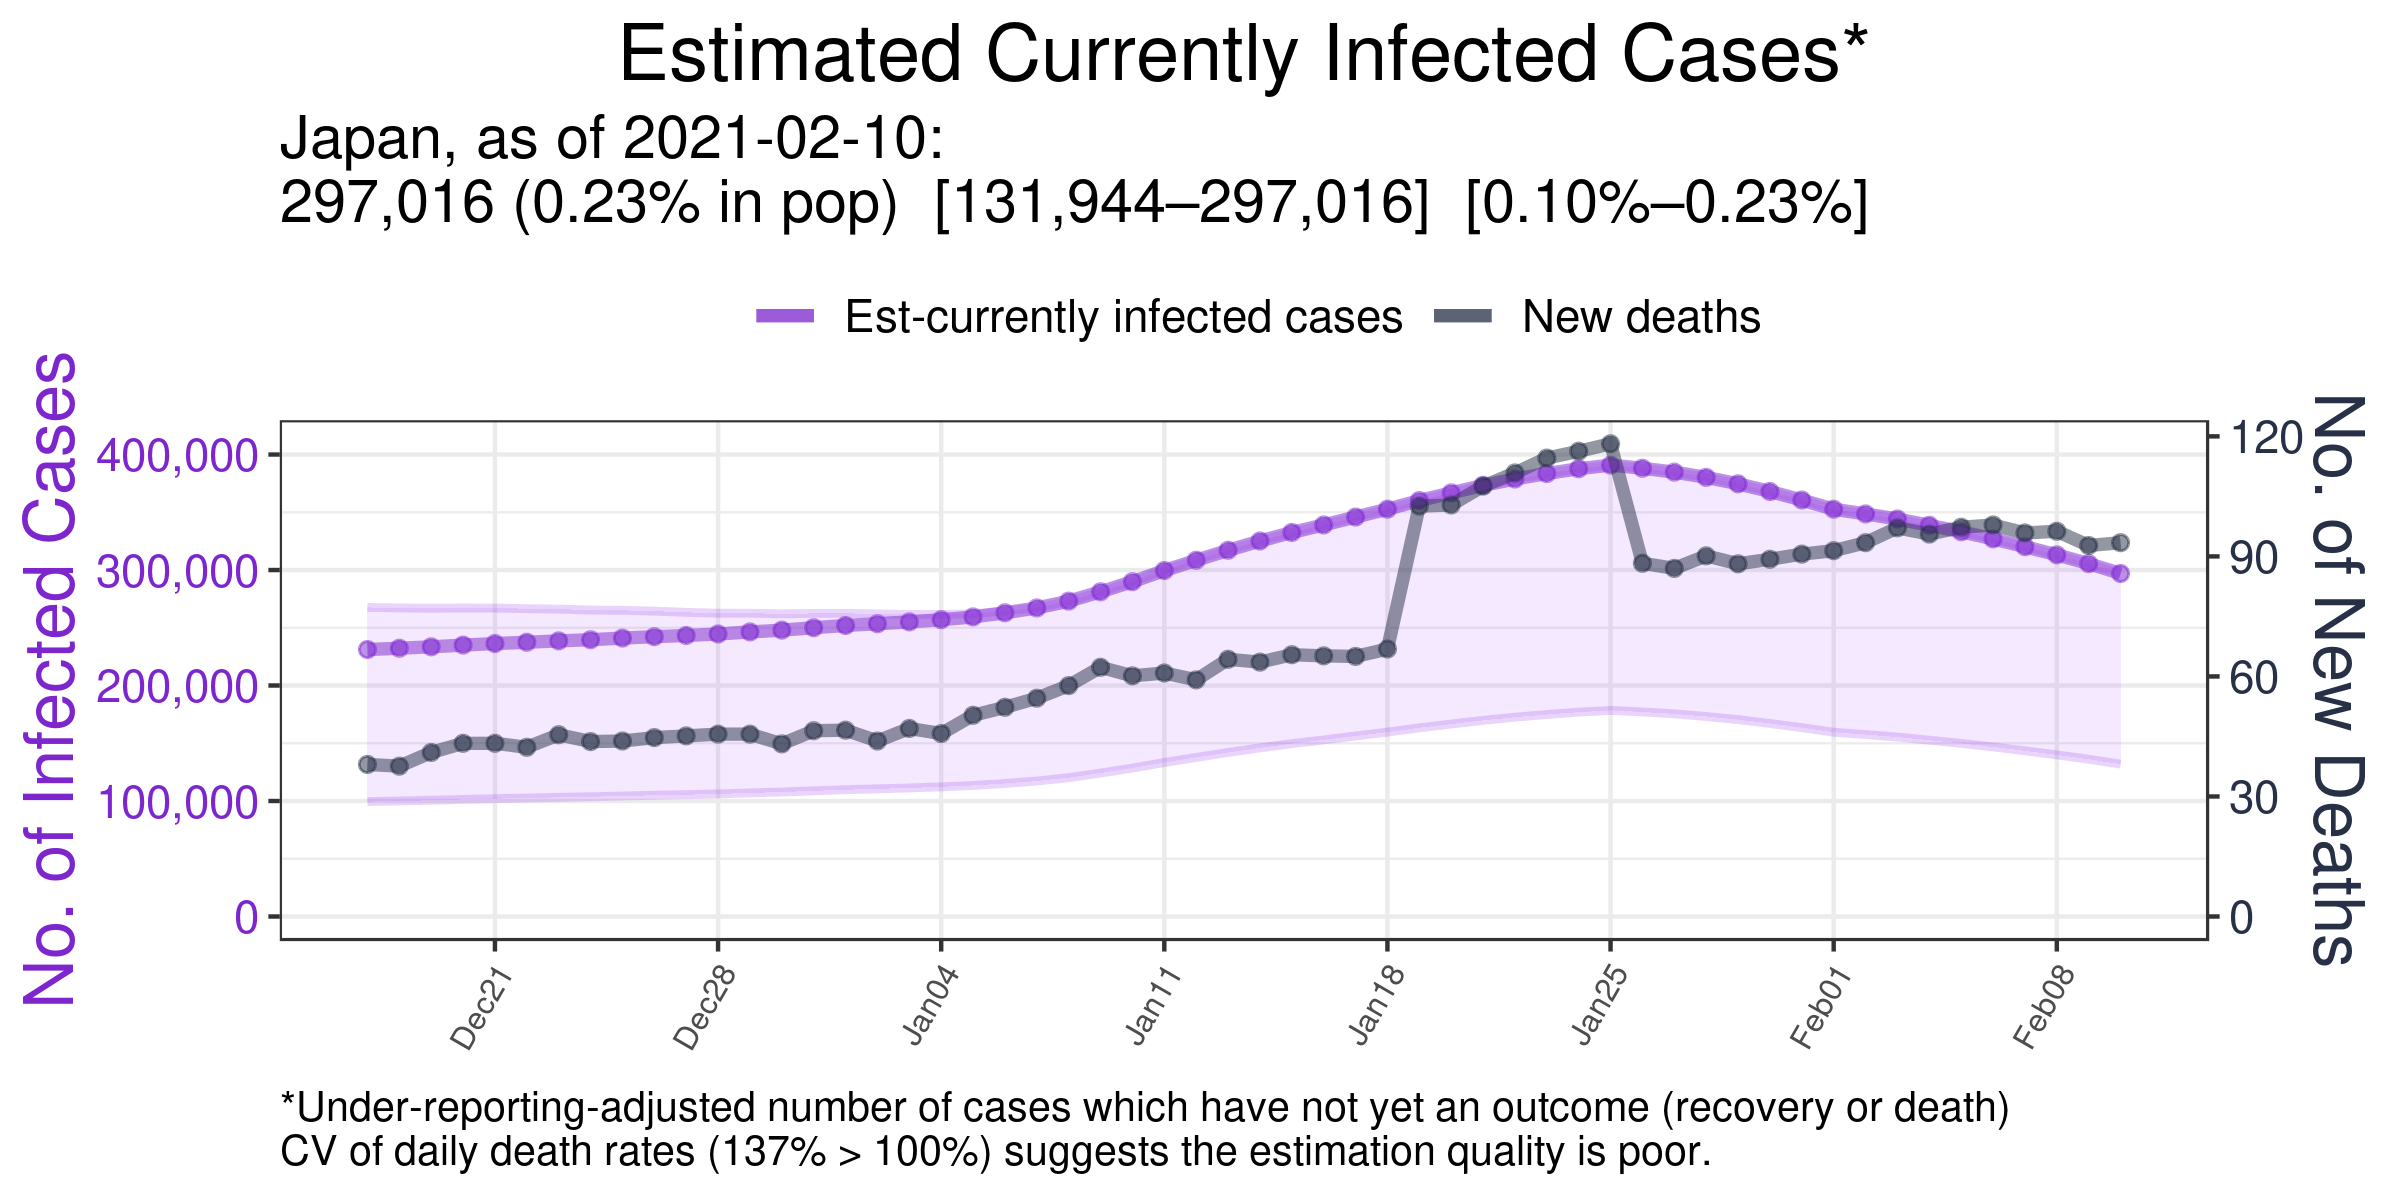 Estimated Currently Infected Cases*
Japan, as of 2021-02-10:
297,016 (0.23% in pop)  [131,944–297,016]  [0.10%–0.23%]
Est-currently infected cases
New deaths
No. of Infected Cases
400,000
300,000
200,000
100,000
0
120
90
60
30
0
No. of New Deaths
Dec21
Dec28
Jan04
Jan11
Jan18
Jan25
Feb01
Feb08
*Under-reporting-adjusted number of cases which have not yet an outcome (recovery or death)
CV of daily death rates (137% > 100%) suggests the estimation quality is poor.